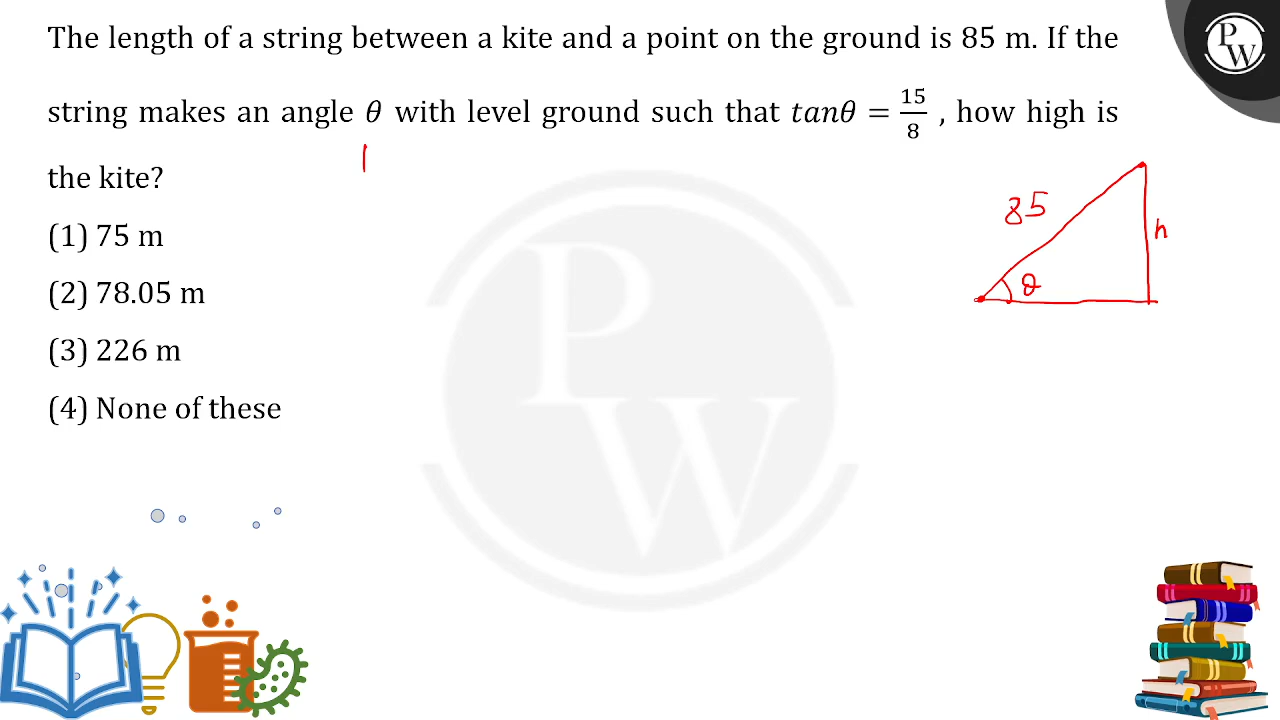 The length of a string between a kite and a point on the ground is 85 m. If the
string makes an angle θ with level ground such that tanθ = 15/8 , how high is
the kite?
(1) 75 m
(2) 78.05 m
(3) 226 m
(4) None of these
85
h
θ
P
W
P
W